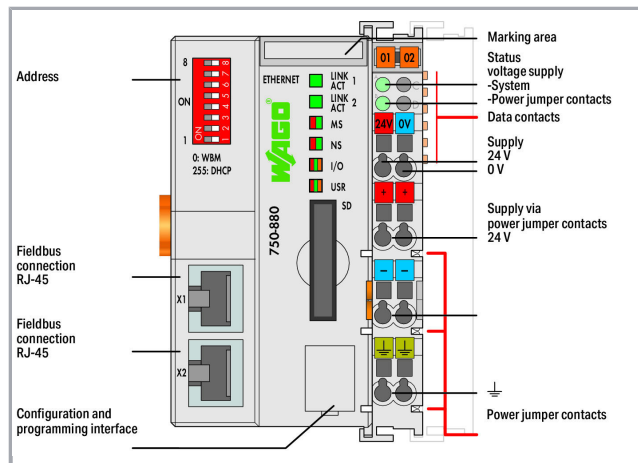 Address
Fieldbus
connection
RJ-45
Fieldbus
connection
RJ-45
Configuration and
programming interface
8
ON
1
ON
1 2 3 4 5 6 7 8
0: WBM
255: DHCP
X1
X2
ETHERNET
LINK 1
ACT
LINK 2
ACT
MS
NS
I/O
USR
SD
WAGO
750-880
01 02
C
D
24V 0V
+ +
− −
Marking area
Status
voltage supply
-System
-Power jumper contacts
Data contacts
Supply
24 V
0 V
Supply via
power jumper contacts
24 V
Power jumper contacts